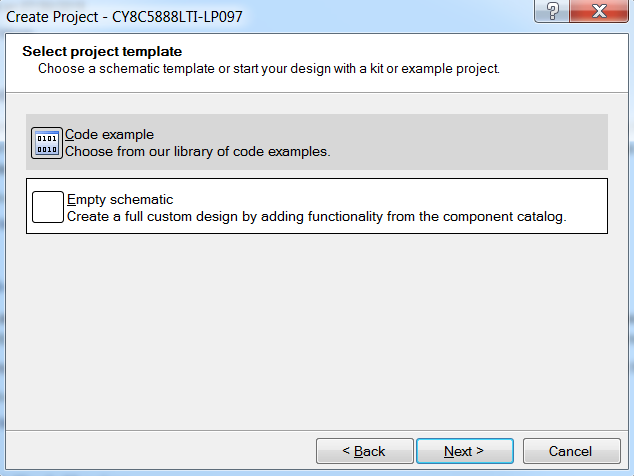 Create Project - CY8C5888LTI-LP097
?
Select project template
Choose a schematic template or start your design with a kit or example project.
0101
0010
Code example
Choose from our library of code examples.
Empty schematic
Create a full custom design by adding functionality from the component catalog.
< Back
Next >
Cancel